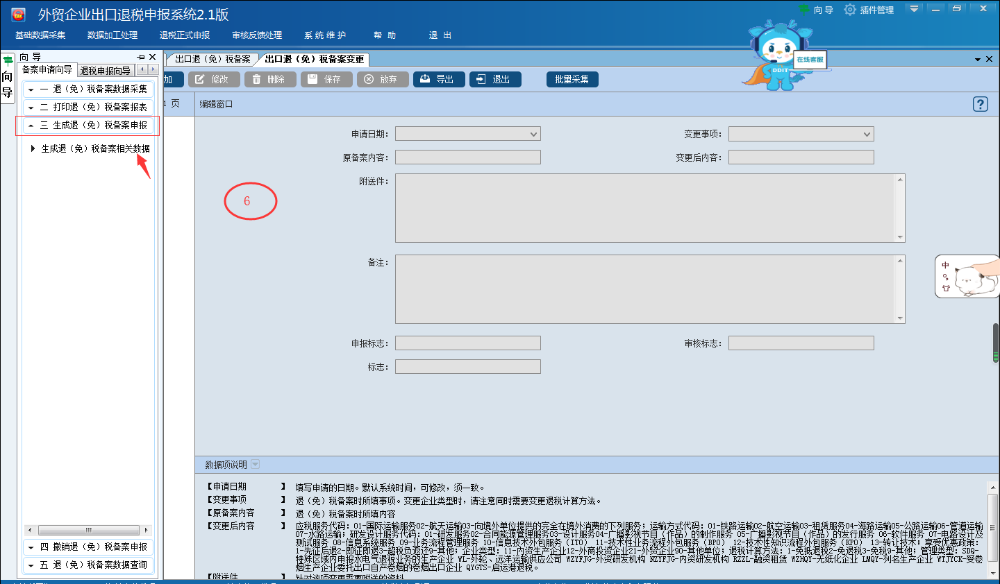 外贸企业出口退税申报系统2.1版
向 导
插件管理
基础数据采集 数据加工处理 退税正式申报 审核反馈处理 系 统 维 护 帮 助 退 出
向 导
出口退（免）税备案 出口退（免）税备案变更
在线客服
DDIT
向导
备案申请向导 退税申报向导
加 修改 删除 保存 放弃 导出 退出 批量采集
一 退（免）税备案数据采集
二 打印退（免）税备案报表
三 生成退（免）税备案申报
生成退（免）税备案相关数据
1 页 编辑窗口
申请日期： 变更事项：
原备案内容： 变更后内容：
附送件：
6
备注：
中
申报标志： 审核标志：
标志：
四 撤销退（免）税备案申报
五 退（免）税备案数据查询
数据项说明
【申请日期 】 填写申请的日期。默认系统时间，可修改，须一致。
【变更事项 】 退（免）税备案时所填事项。变更企业类型时，请注意同时需要变更退税计算方法。
【原备案内容 】 退（免）税备案时所填内容
【变更后内容 】 应税服务代码：01-国际运输服务02-航天运输03-向境外单位提供的完全在境外消费的下列服务；运输方式代码：01-铁路运输02-航空运输03-租赁服务04-海路运输05-公路运输06-管道运输
07-水路运输；研发设计服务代码：01-研发服务02-合同能源管理服务03-设计服务04-广播影视节目（作品）的制作服务 05-广播影视节目（作品）的发行服务 06-软件服务 07-电路设计及
测试服务 08-信息系统服务 09-业务流程管理服务 10-信息技术外包服务（ITO） 11-技术性业务流程外包服务（BPO） 12-技术性知识流程外包服务（KPO） 13-转让技术；享受优惠政策：
1-先征后退2-即征即退3-超税负返还9-其他；企业类型：11-内资生产企业12-外商投资企业21-外贸企业90-其他单位；退税计算方法：1-免抵退税2-免退税3-免税9-其他；管理类型：SDQ-
特殊区域内申报水电气退税业务的生产企业 WL-外轮、远洋运输供应公司 WZYFJG-外资研发机构 NZYFJG-内资研发机构 RZZL-融资租赁 WZHQY-无纸化企业 LMQY-列名生产企业 WTJYCK-受卷
烟生产企业委托出口自产卷烟的卷烟出口企业 QYGTS-启运港退税。
【附送件 】 针对该项变更需要附送的资料